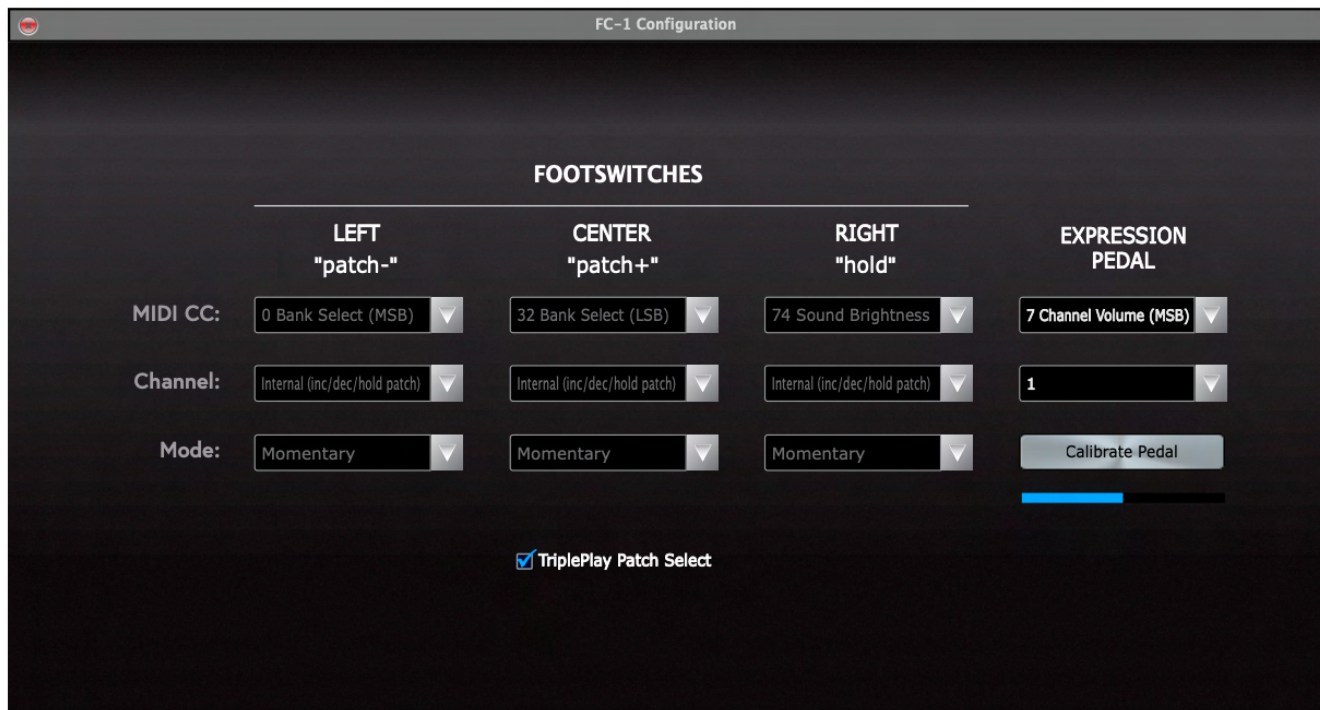 FC-1 Configuration
FOOTSWITCHES
LEFT CENTER RIGHT EXPRESSION
"patch-" "patch+" "hold" PEDAL
MIDI CC: 0 Bank Select (MSB) 32 Bank Select (LSB) 74 Sound Brightness 7 Channel Volume (MSB)
Channel: Internal (inc/dec/hold patch) Internal (inc/dec/hold patch) Internal (inc/dec/hold patch) 1
Mode: Momentary Momentary Momentary Calibrate Pedal
TriplePlay Patch Select